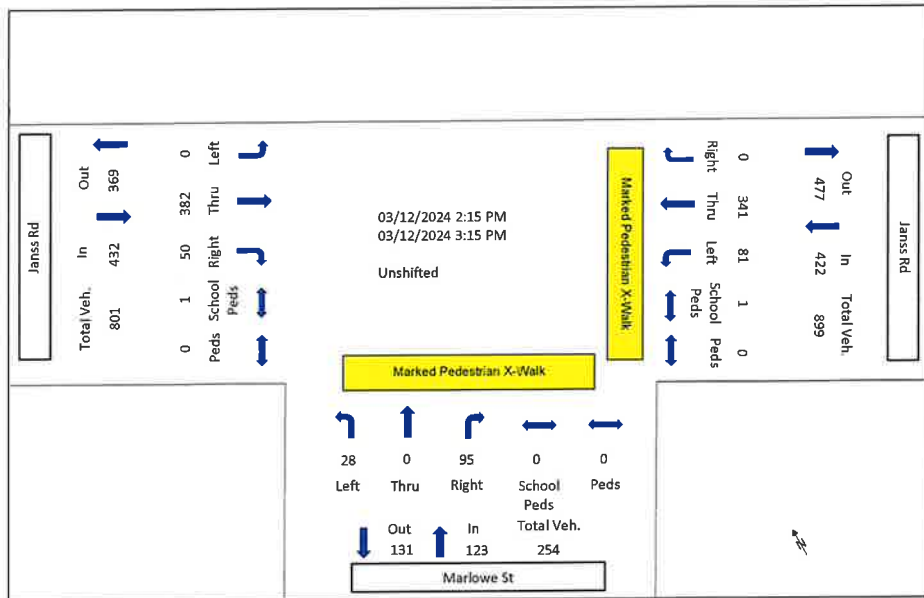 Janss Rd
Out
369
In
432
Total Veh.
801
0
Left
382
Thru
50
Right
1
School
Peds
0
Peds
03/12/2024 2:15 PM
03/12/2024 3:15 PM
Unshifted
Marked Pedestrian X-Walk
Right
0
Thru
341
Left
81
School
Peds
1
Peds
0
Out
477
In
422
Total Veh.
899
Janss Rd
Marked Pedestrian X-Walk
28 0 95 0 0
Left Thru Right School Peds
Peds
Out In Total Veh.
131 123 254
Marlowe St
N